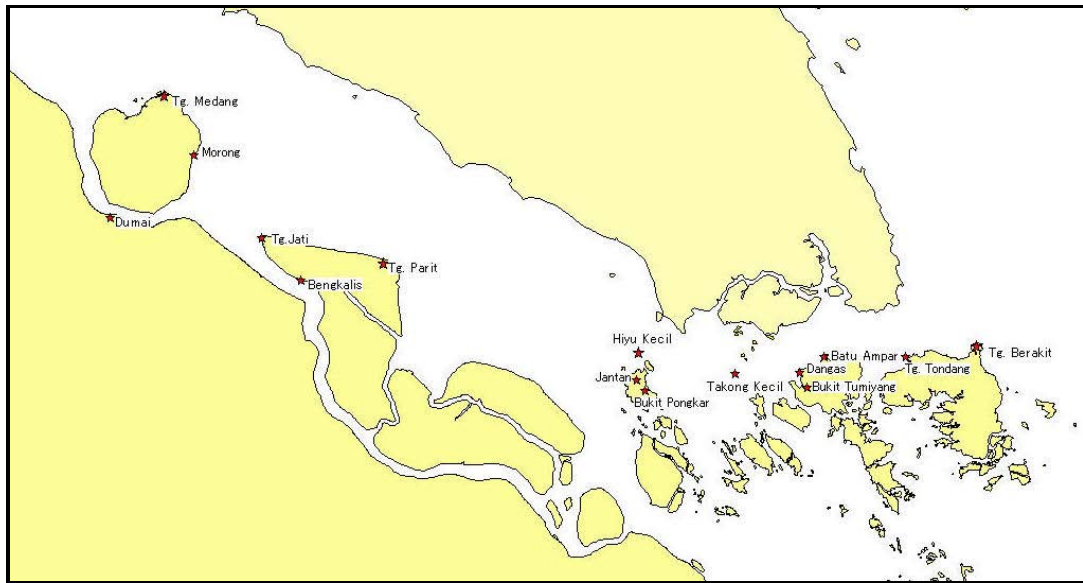 Tg. Medang
Morong
Dumai
Tg.Jati
Tg. Parit
Bengkalis
Hiyu Kecil
Jantan
Bukit Pongkar
Takong Kecil
Batu Ampar
Dangas
Bukit Tumiyang
Tg. Tondang
Tg. Berakit